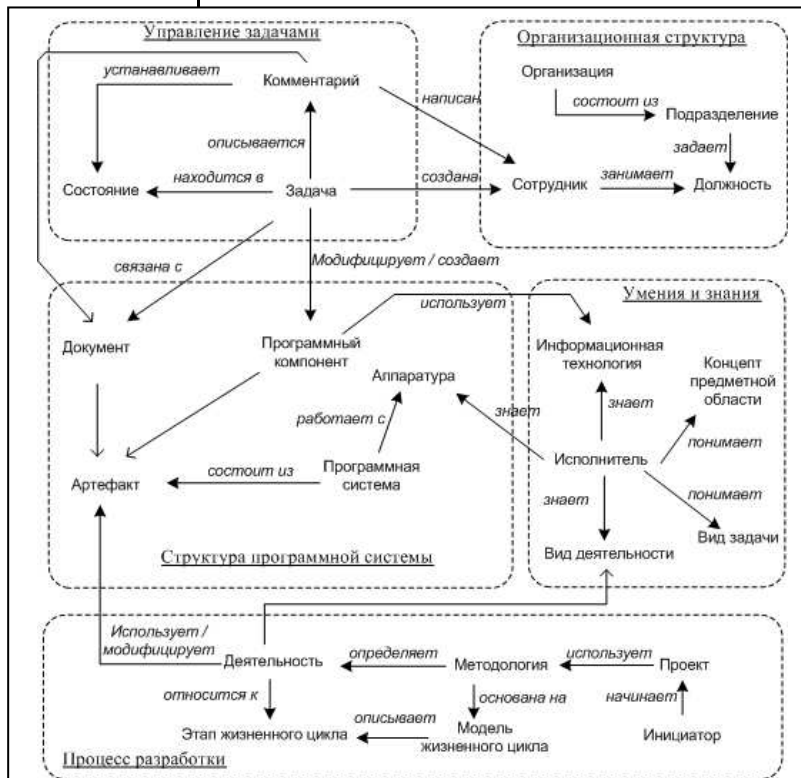 Управление задачами
устанавливает
Комментарий
описывается
Состояние
находится в
Задача
написан
создана
связана с
Модифицирует / создает
Организационная структура
Организация
состоит из
Подразделение
задает
Сотрудник
занимает
Должность
Документ
Программный
компонент
использует
Аппаратура
работает с
Артефакт
состоит из
Программная
система
Структура программной системы
Умения и знания
Информационная
технология
Концепт
предметной
области
знает
знает
понимает
Исполнитель
знает
понимает
Вид задачи
Вид деятельности
Использует /
модифицирует
Деятельность
определяет
Методология
использует
Проект
относится к
основана на
начинает
Этап жизненного цикла
описывает
Модель
жизненного цикла
Инициатор
Процесс разработки